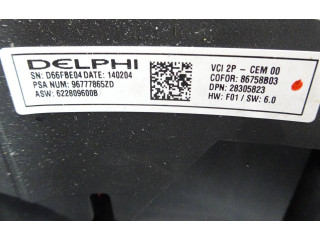 DELPHI
SN: D66FBE04 DATE: 140204
PSA NUM: 96777865ZD
ASW: 622809600B
VCI 2P - CEM 00
COFOR: 86758B03
DPN: 28305823
HW: F01 / SW: 6.0